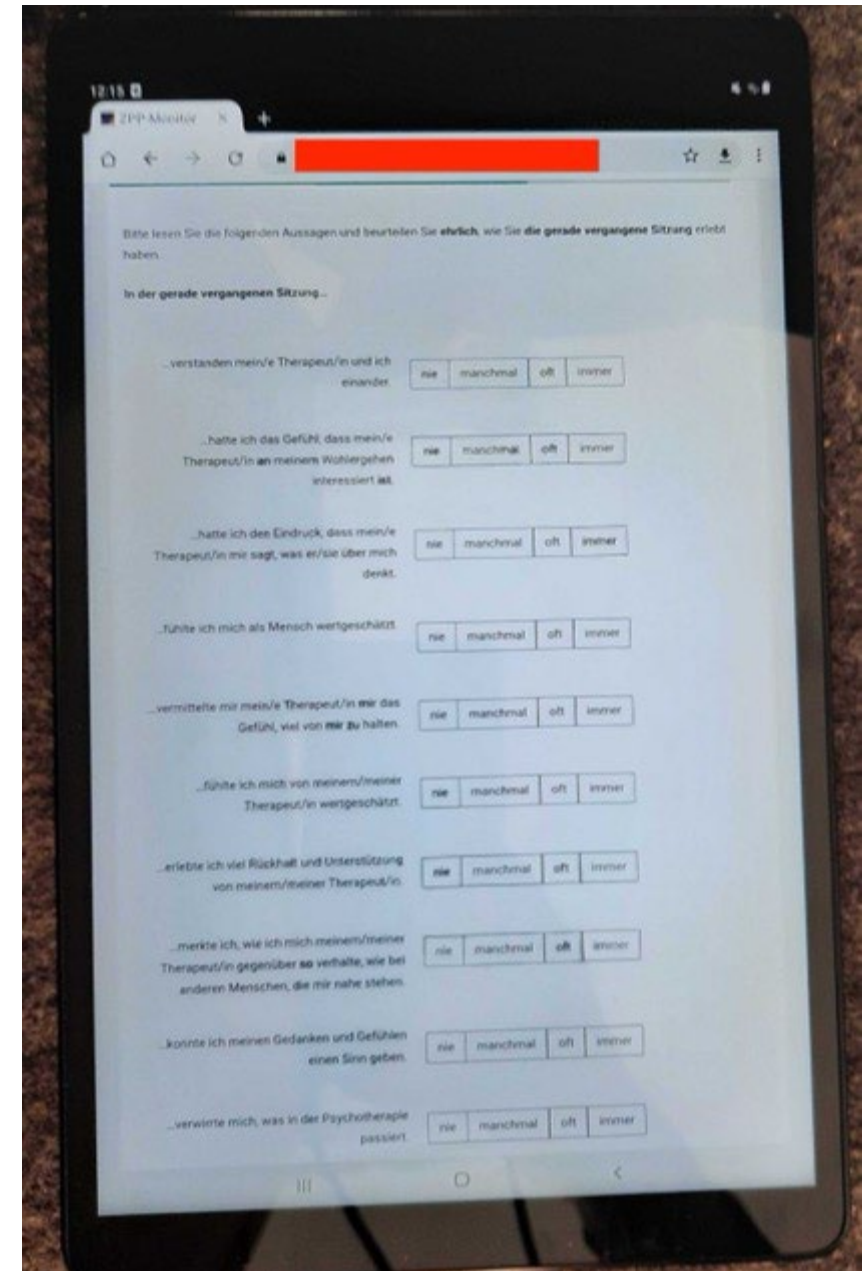 12:15
ZPP-Monitor
Bitte lesen Sie die folgenden Aussagen und beurteilen Sie ehrlich, wie Sie die gerade vergangene Sitzung erlebt
haben.
In der gerade vergangenen Sitzung...
...verstanden mein/e Therapeut/in und ich
einander.
nie manchmal oft immer
...hatte ich das Gefühl, dass mein/e
Therapeut/in an meinem Wohlergehen
interessiert ist.
nie manchmal oft immer
...hatte ich den Eindruck, dass mein/e
Therapeut/in mir sagt, was er/sie über mich
denkt.
nie manchmal oft immer
...fühlte ich mich als Mensch wertgeschätzt.
nie manchmal oft immer
...vermittelte mir mein/e Therapeut/in mir das
Gefühl, viel von mir zu halten.
nie manchmal oft immer
...fühlte ich mich von meinem/meiner
Therapeut/in wertgeschätzt.
nie manchmal oft immer
...erlebte ich viel Rückhalt und Unterstützung
von meinem/meiner Therapeut/in.
nie manchmal oft immer
...merkte ich, wie ich mich meinem/meiner
Therapeut/in gegenüber so verhalte, wie bei
anderen Menschen, die mir nahe stehen.
nie manchmal oft immer
...konnte ich meinen Gedanken und Gefühlen
einen Sinn geben.
nie manchmal oft immer
...verwirrte mich, was in der Psychotherapie
passiert.
nie manchmal oft immer